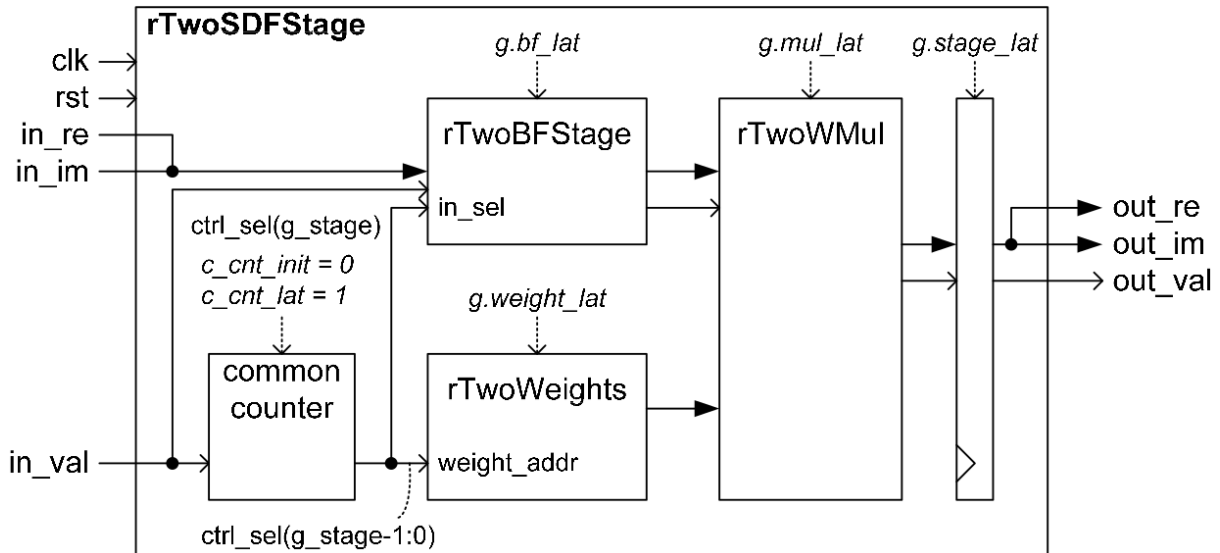 rTwoSDFStage
clk
rst
in_re
in_im
g.bf_lat
g.mul_lat
g.stage_lat
rTwoBFStage
in_sel
rTwoWMul
out_re
out_im
out_val
ctrl_sel(g_stage)
c_cnt_init = 0
c_cnt_lat = 1
g.weight_lat
common
counter
rTwoWeights
weight_addr
in_val
ctrl_sel(g_stage-1:0)